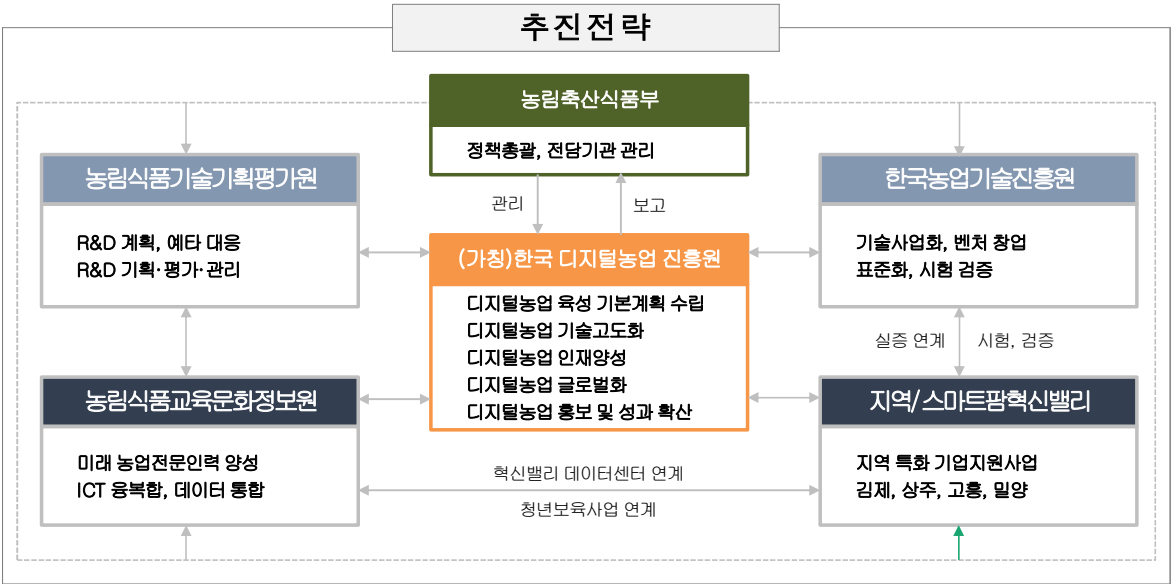 추진전략
농림축산식품부
정책총괄, 전담기관 관리
관리
보고
농림식품기술기획평가원
R&D 계획, 예타 대응
R&D 기획·평가·관리
(가칭)한국 디지털농업 진흥원
디지털농업 육성 기본계획 수립
디지털농업 기술고도화
디지털농업 인재양성
디지털농업 글로벌화
디지털농업 홍보 및 성과 확산
한국농업기술진흥원
기술사업화, 벤처 창업
표준화, 시험 검증
실증 연계
시험, 검증
농림식품교육문화정보원
미래 농업전문인력 양성
ICT 융복합, 데이터 통합
혁신밸리 데이터센터 연계
청년보육사업 연계
지역/스마트팜혁신밸리
지역 특화 기업지원사업
김제, 상주, 고흥, 밀양